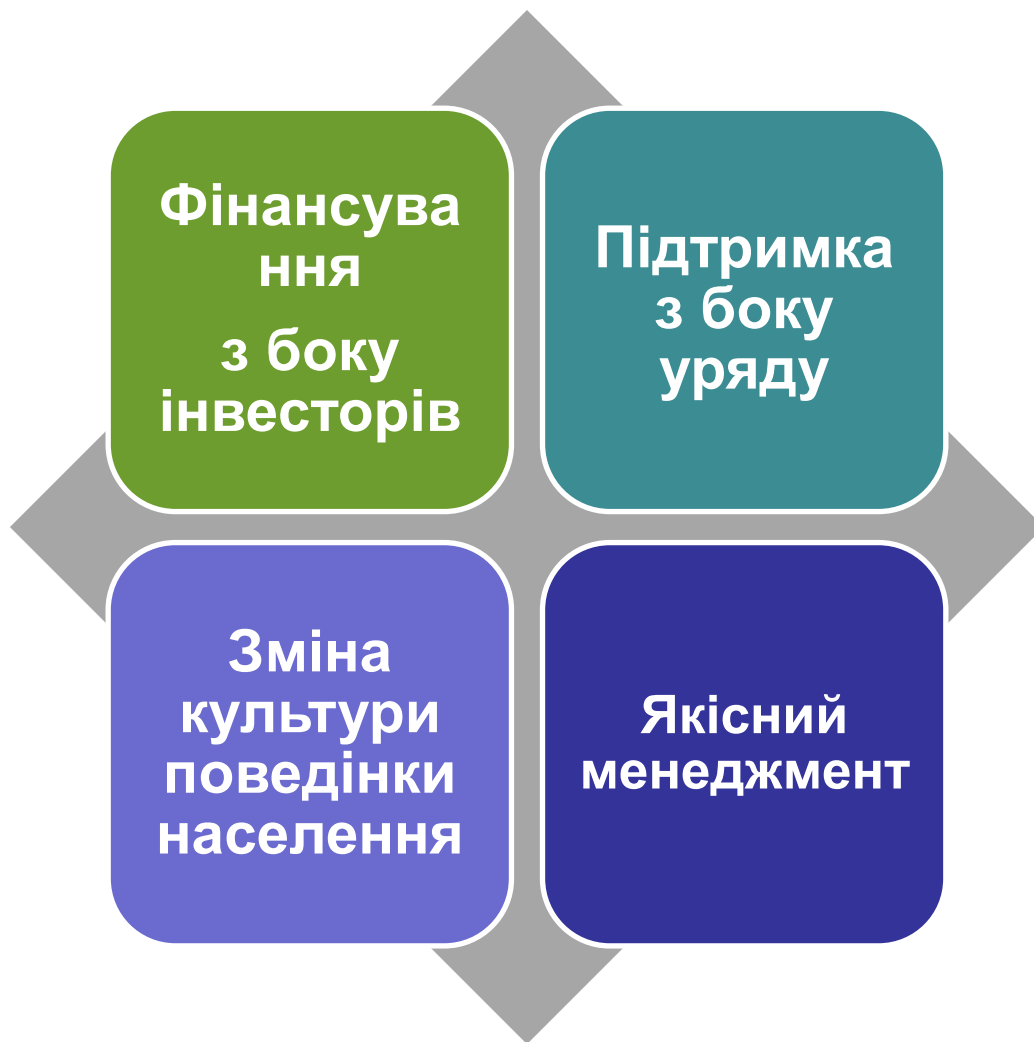 Фінансува
ння
з боку
інвесторів
Підтримка
з боку
уряду
Зміна
культури
поведінки
населення
Якісний
менеджмент